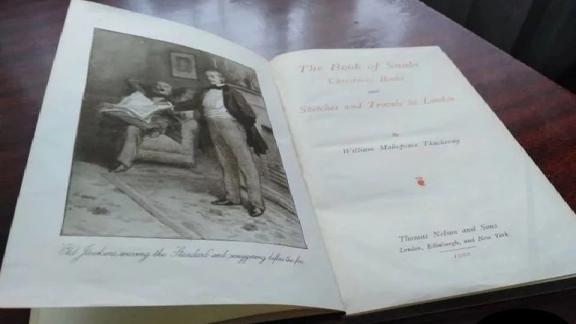 Old Jawkins waving the Standard and swaggering before the fire
The Book of Snobs
Christmas Books
and
Sketches and Travels in London
By
William Makepeace Thackeray
Thomas Nelson and Sons
London, Edinburgh, and New York